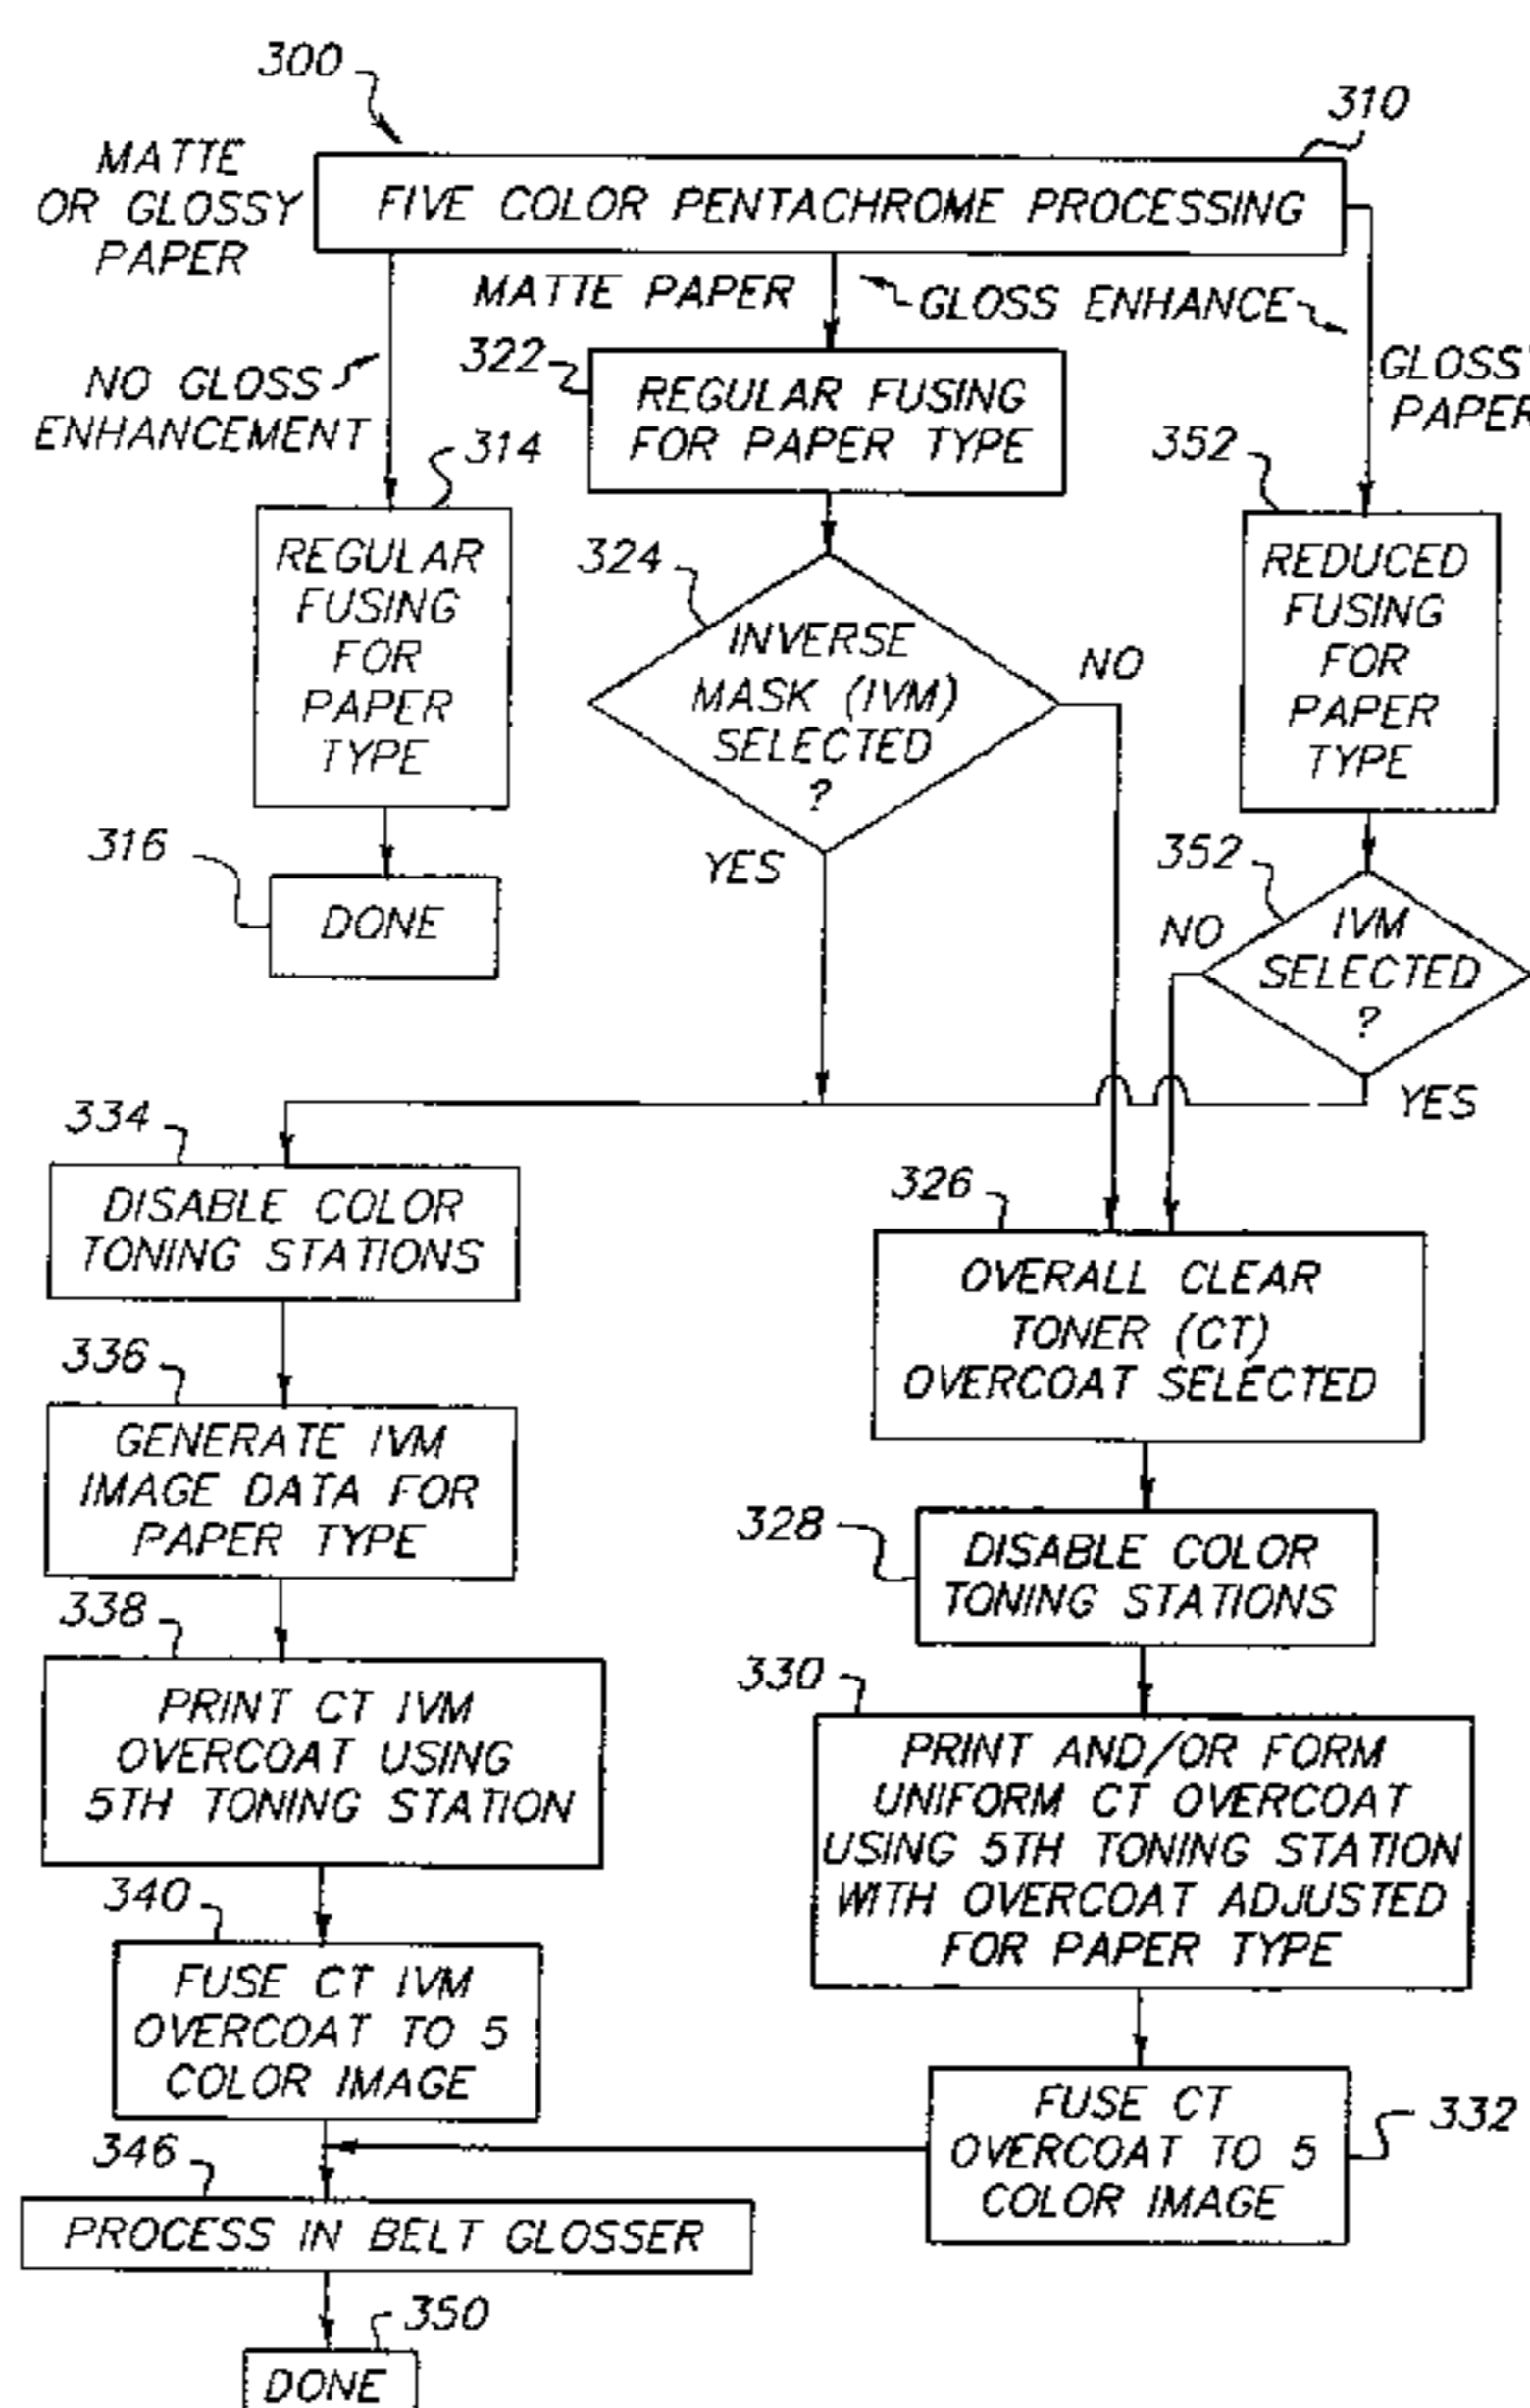 300
310
MATTE
OR GLOSSY
PAPER
FIVE COLOR PENTACHROME PROCESSING
MATTE PAPER
GLOSS ENHANCE
NO GLOSS
ENHANCEMENT
GLOSSY
PAPER
322
REGULAR FUSING
FOR PAPER TYPE
314
REGULAR
FUSING
FOR
PAPER
TYPE
352
REDUCED
FUSING
FOR
PAPER
TYPE
324
INVERSE
MASK (IVM)
SELECTED
?
NO
YES
316
DONE
352
IVM
SELECTED
?
NO
YES
334
DISABLE COLOR
TONING STATIONS
326
OVERALL CLEAR
TONER (CT)
OVERCOAT SELECTED
336
GENERATE IVM
IMAGE DATA FOR
PAPER TYPE
328
DISABLE COLOR
TONING STATIONS
338
PRINT CT IVM
OVERCOAT USING
5TH TONING STATION
330
PRINT AND/OR FORM
UNIFORM CT OVERCOAT
USING 5TH TONING STATION
WITH OVERCOAT ADJUSTED
FOR PAPER TYPE
340
FUSE CT IVM
OVERCOAT TO 5
COLOR IMAGE
332
FUSE CT
OVERCOAT TO 5
COLOR IMAGE
346
PROCESS IN BELT GLOSSER
350
DONE